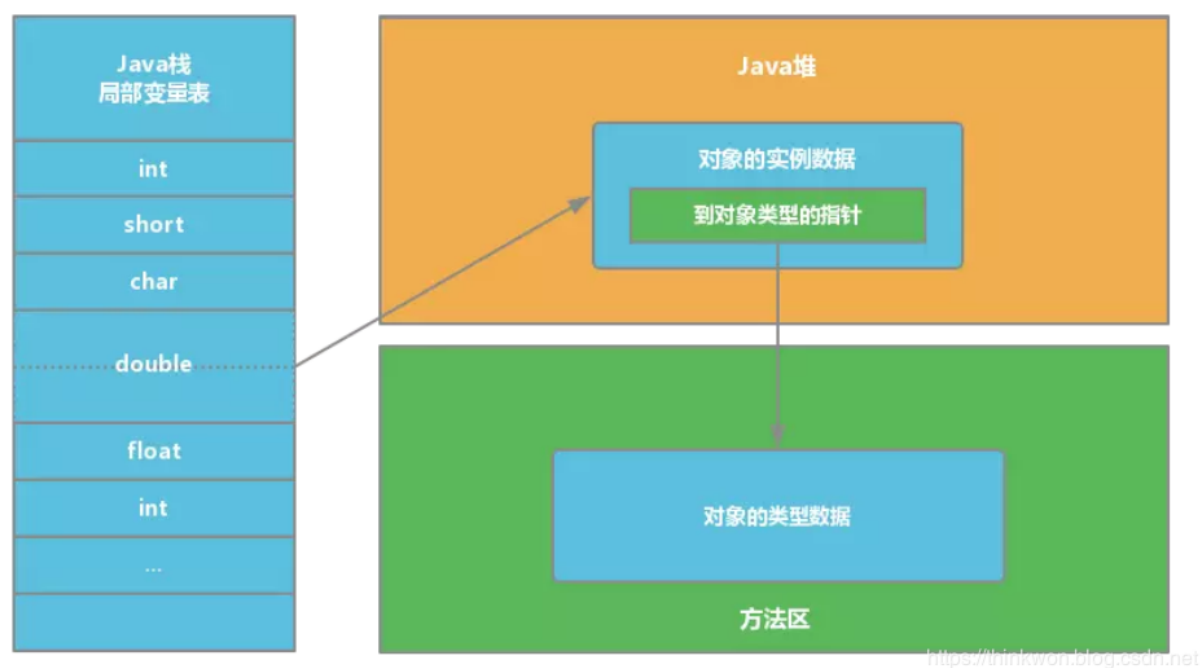 Java栈
局部变量表
int
short
char
double
float
int
...
Java堆
对象的实例数据
到对象类型的指针
对象的类型数据
方法区
https://thinkwon.blog.csdn.net